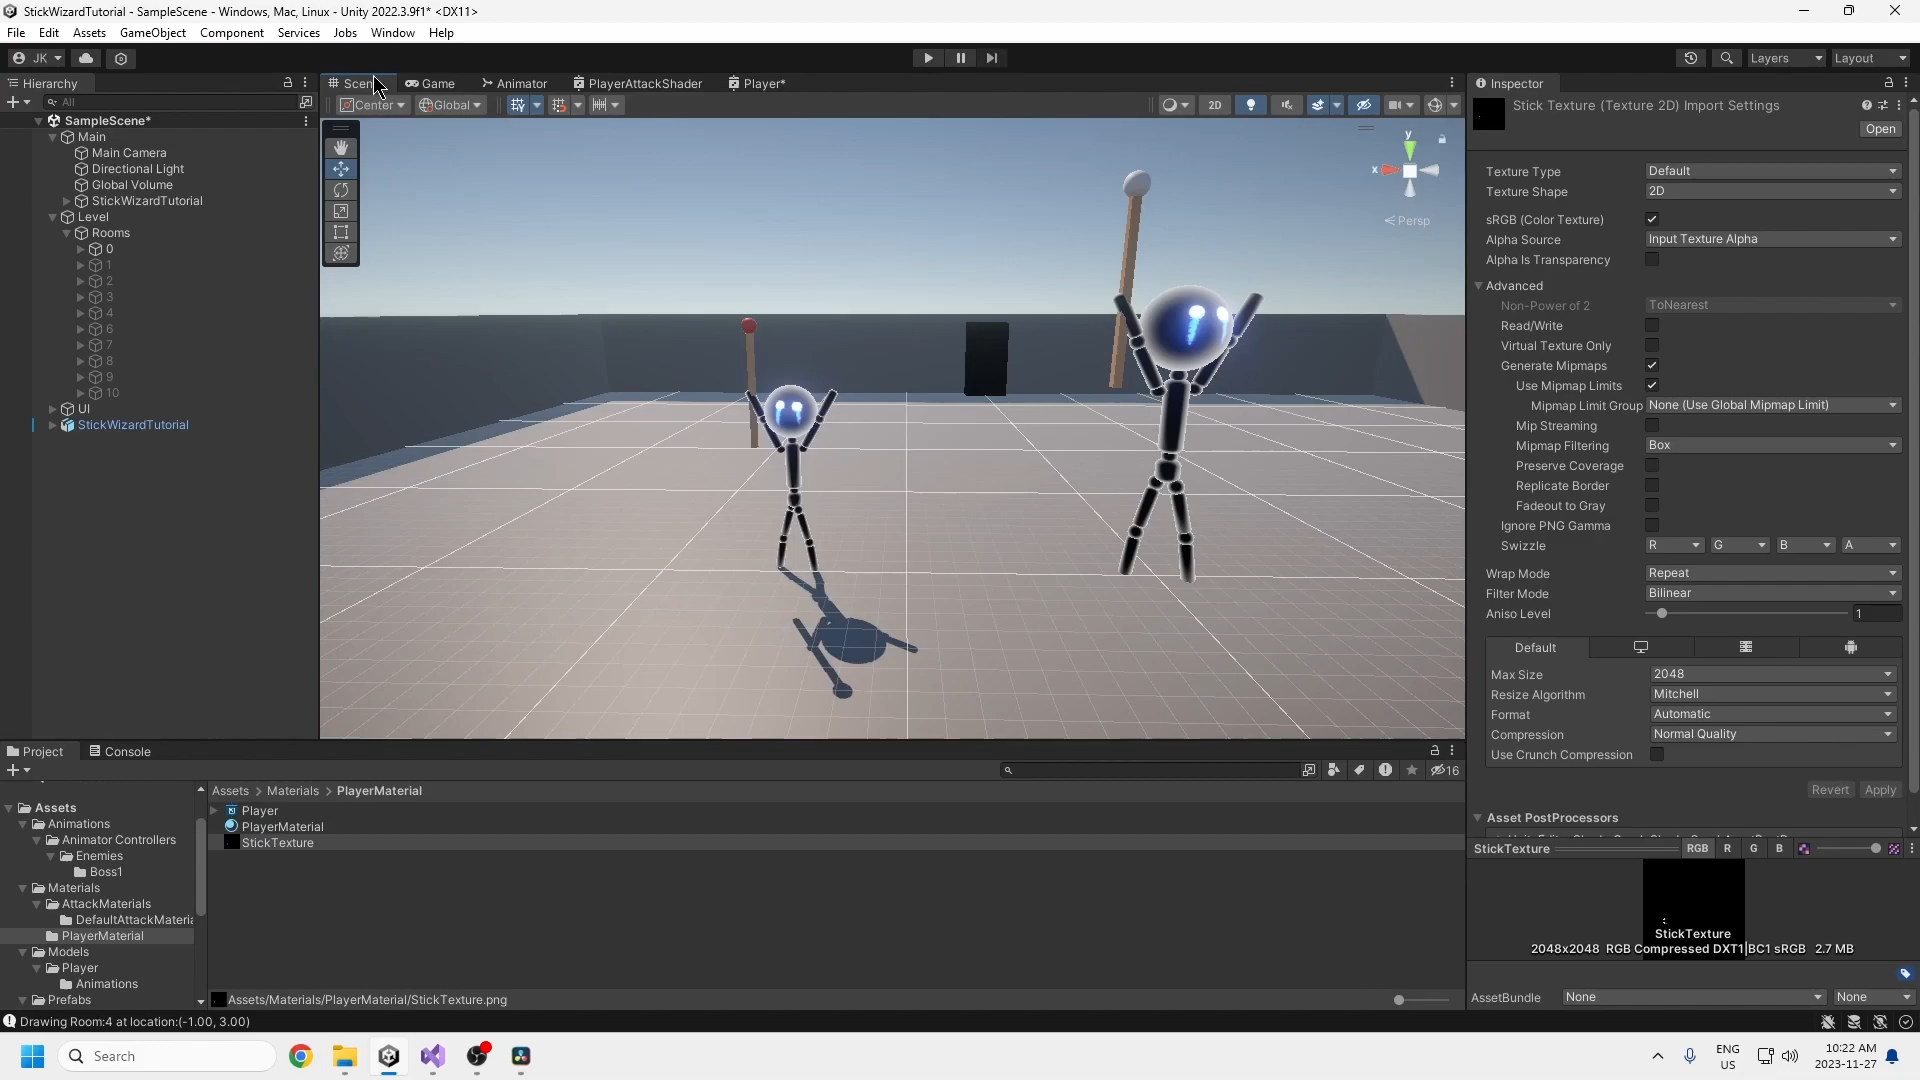 StickWizardTutorial - SampleScene - Windows, Mac, Linux - Unity 2022.3.9f1* <DX11>
File Edit Assets GameObject Component Services Jobs Window Help
JK Layers Layout
Hierarchy
All
SampleScene*
Main
Main Camera
Directional Light
Global Volume
StickWizardTutorial
Level
Rooms
0
1
2
3
4
6
7
8
9
10
UI
StickWizardTutorial
Scene Game Animator PlayerAttackShader Player*
Center Global 2D
y
x
Persp
Inspector
Stick Texture (Texture 2D) Import Settings
Open
Texture Type Default
Texture Shape 2D
sRGB (Color Texture)
Alpha Source Input Texture Alpha
Alpha Is Transparency
Advanced
Non-Power of 2 ToNearest
Read/Write
Virtual Texture Only
Generate Mipmaps
Use Mipmap Limits
Mipmap Limit Group None (Use Global Mipmap Limit)
Mip Streaming
Mipmap Filtering Box
Preserve Coverage
Replicate Border
Fadeout to Gray
Ignore PNG Gamma
Swizzle R G B A
Wrap Mode Repeat
Filter Mode Bilinear
Aniso Level 1
Default
Max Size 2048
Resize Algorithm Mitchell
Format Automatic
Compression Normal Quality
Use Crunch Compression
Revert Apply
Asset PostProcessors
StickTexture RGB R G B
StickTexture
2048x2048 RGB Compressed DXT1|BC1 sRGB 2.7 MB
AssetBundle None None
Project Console
16
Assets
Animations
Animator Controllers
Enemies
Boss1
Materials
AttackMaterials
DefaultAttackMateria
PlayerMaterial
Models
Player
Animations
Prefabs
Assets > Materials > PlayerMaterial
Player
PlayerMaterial
StickTexture
Assets/Materials/PlayerMaterial/StickTexture.png
Drawing Room:4 at location:(-1.00, 3.00)
Search
ENG
US
10:22 AM
2023-11-27